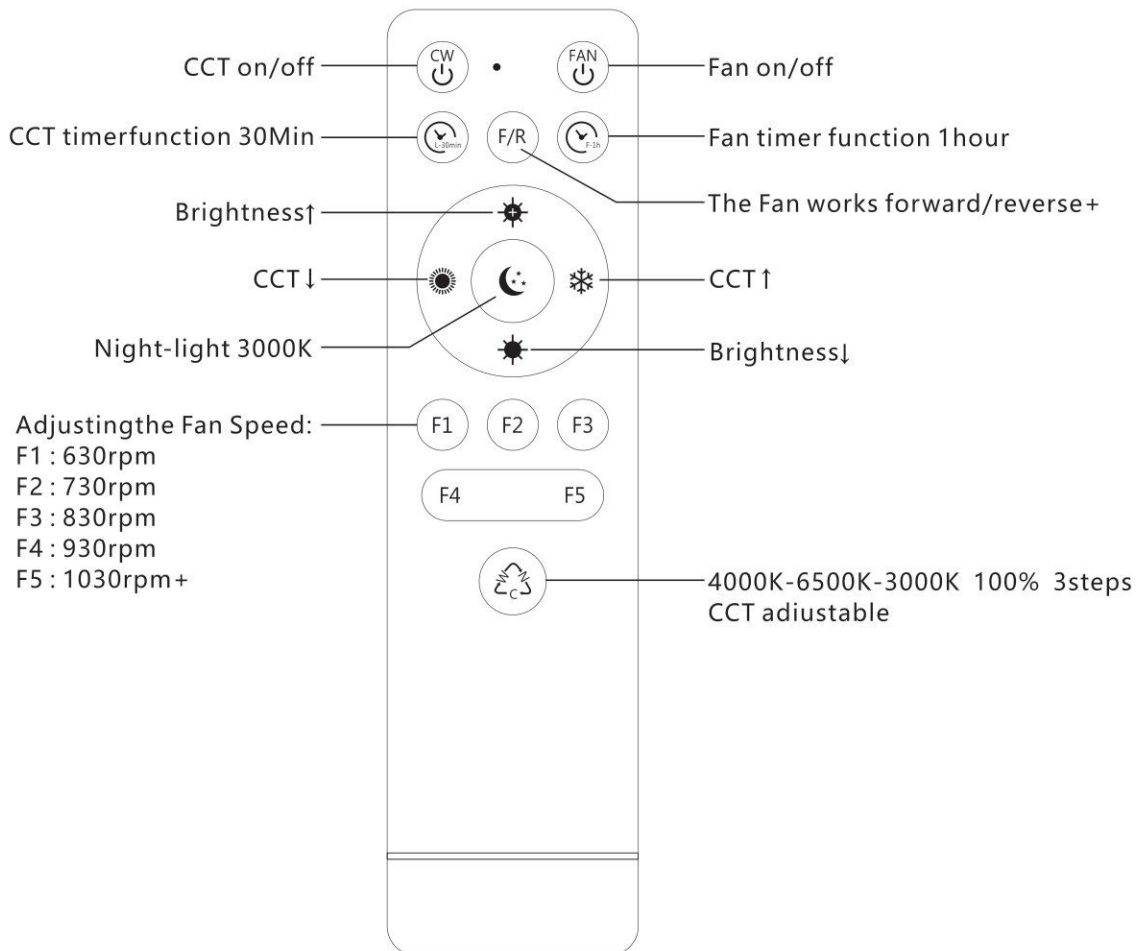 CW
FAN
CCT on/off
Fan on/off
CCT timerfunction 30Min
L-30min
F/R
F-1h
Fan timer function 1hour
The Fan works forward/reverse+
Brightness↑
CCT↓
CCT↑
Night-light 3000K
Brightness↓
Adjustingthe Fan Speed:
F1 : 630rpm
F2 : 730rpm
F3 : 830rpm
F4 : 930rpm
F5 : 1030rpm+
F1 F2 F3
F4 F5
N N
C
4000K-6500K-3000K 100% 3steps
CCT adiustable